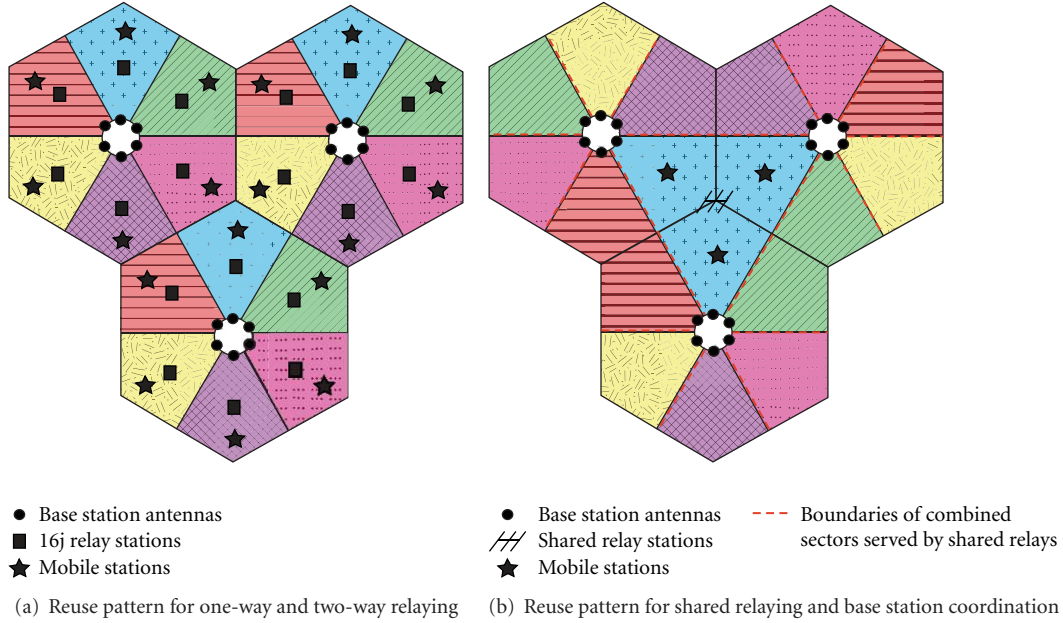 Base station antennas
16j relay stations
Mobile stations
(a) Reuse pattern for one-way and two-way relaying
Base station antennas
Shared relay stations
Mobile stations
Boundaries of combined
sectors served by shared relays
(b) Reuse pattern for shared relaying and base station coordination